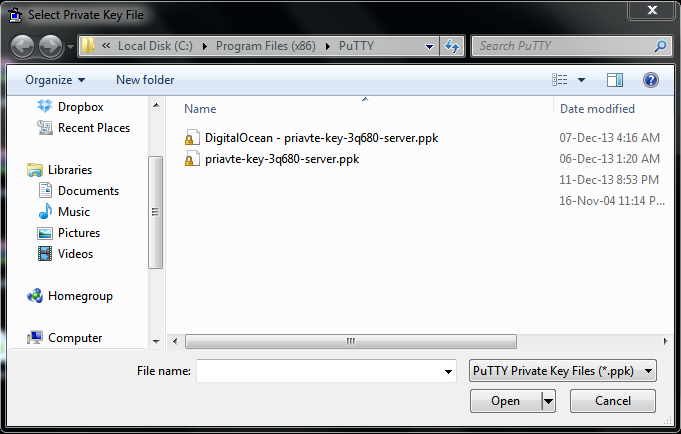 Select Private Key File
« Local Disk (C:) Program Files (x86) PuTTY Search PuTTY
Organize New folder
Dropbox
Recent Places
Libraries
Documents
Music
Pictures
Videos
Homegroup
Computer
Name Date modified
DigitalOcean - priavte-key-3q680-server.ppk 07-Dec-13 4:16 AM
priavte-key-3q680-server.ppk 06-Dec-13 1:20 AM
11-Dec-13 8:53 PM
16-Nov-04 11:14 P...
File name: PuTTY Private Key Files (*.ppk)
Open Cancel